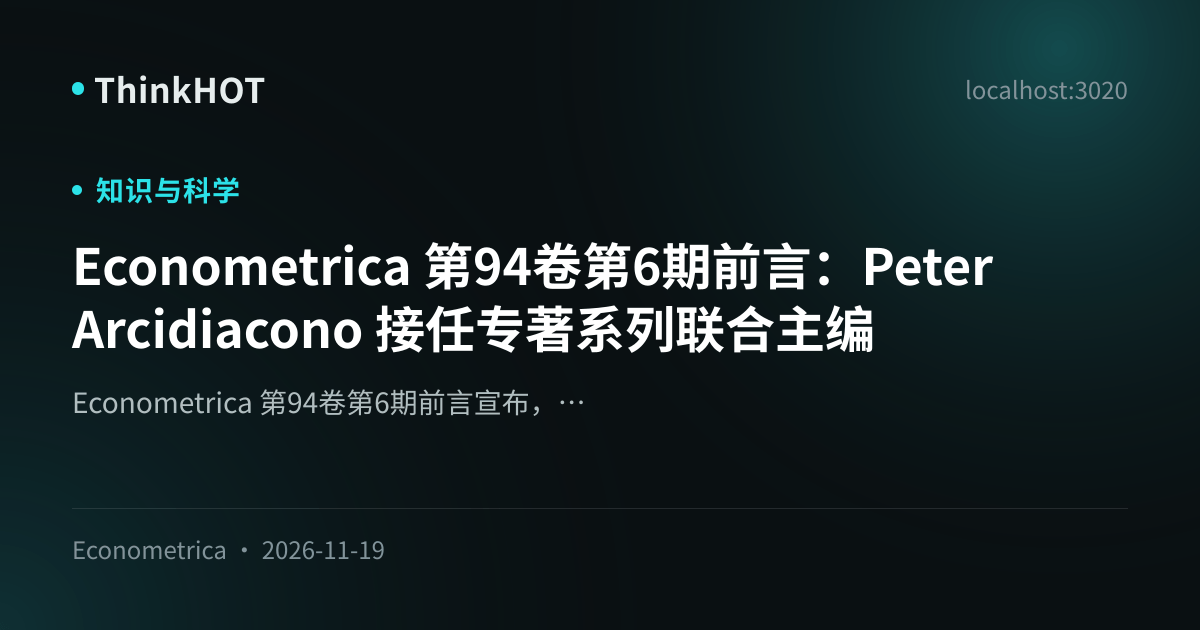 ThinkHOT
localhost:3020
知识与科学
Econometrica 第94卷第6期前言：Peter
Arcidiacono 接任专著系列联合主编
Econometrica 第94卷第6期前言宣布，…
Econometrica · 2026-11-19